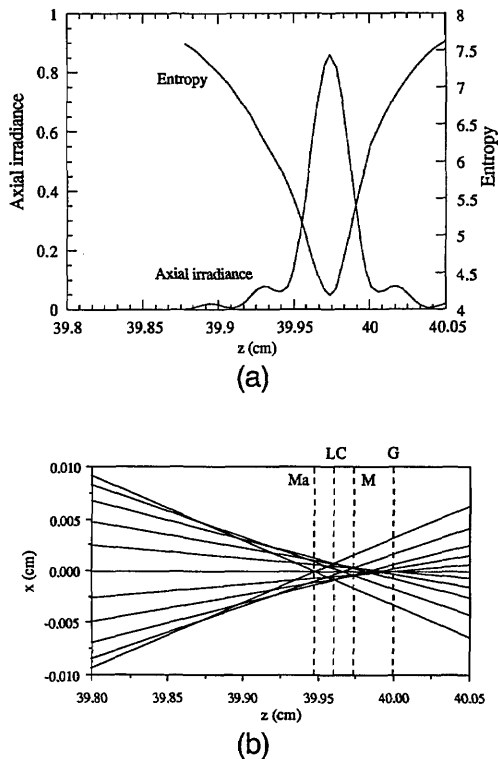 1
0.8
0.6
0.4
0.2
0
Axial irradiance
8
7.5
7
6.5
6
5.5
5
4.5
4
Entropy
Entropy
Axial irradiance
39.8
39.85
39.9
39.95
40
40.05
z (cm)
(a)
LC
G
Ma
M
0.010
0.005
0.000
-0.005
-0.010
x (cm)
39.80
39.85
39.90
39.95
40.00
40.05
z (cm)
(b)